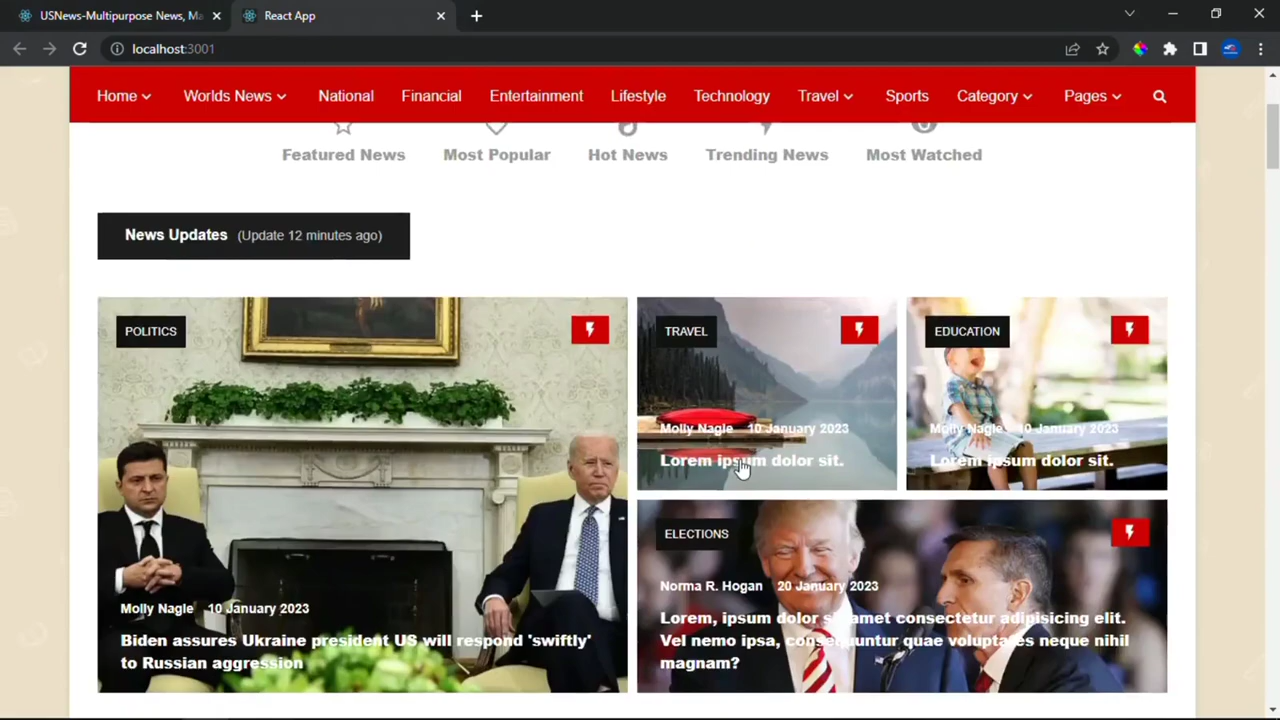 USNews-Multipurpose News, Ma
React App
localhost:3001
Home
Worlds News
National
Financial
Entertainment
Lifestyle
Technology
Travel
Sports
Category
Pages
Featured News
Most Popular
Hot News
Trending News
Most Watched
News Updates (Update 12 minutes ago)
POLITICS
Molly Nagle 10 January 2023
Biden assures Ukraine president US will respond 'swiftly'
to Russian aggression
TRAVEL
Molly Nagle 10 January 2023
Lorem ipsum dolor sit.
EDUCATION
Molly Nagle 10 January 2023
Lorem ipsum dolor sit.
ELECTIONS
Norma R. Hogan 20 January 2023
Lorem, ipsum dolor sit amet consectetur adipisicing elit.
Vel nemo ipsa, consequuntur quae voluptates neque nihil
magnam?